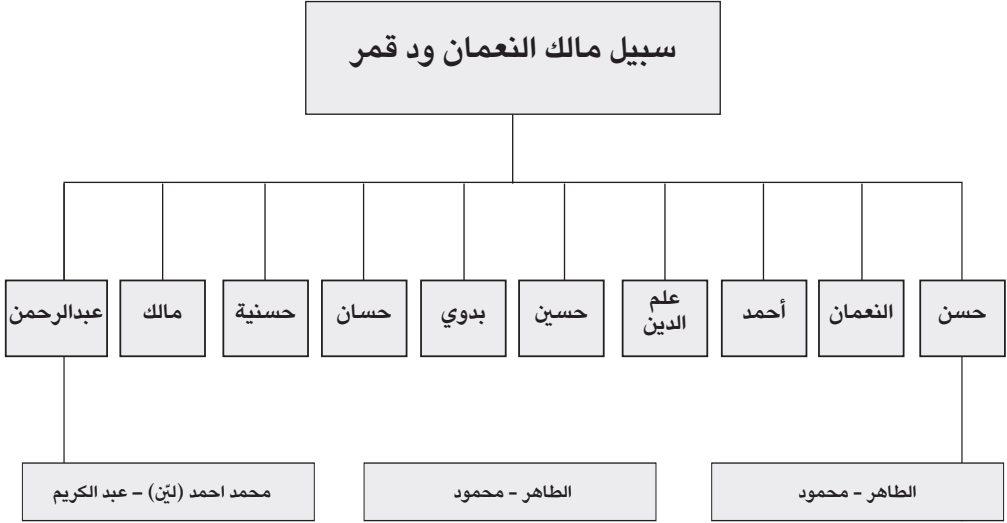 سبيل مالك النعمان ود قمر
حسن
النعمان
أحمد
علم
الدين
حسين
بدوي
حسان
حسنية
مالك
عبدالرحمن
الطاهر - محمود
الطاهر - محمود
محمد احمد (ليّن) - عبد الكريم